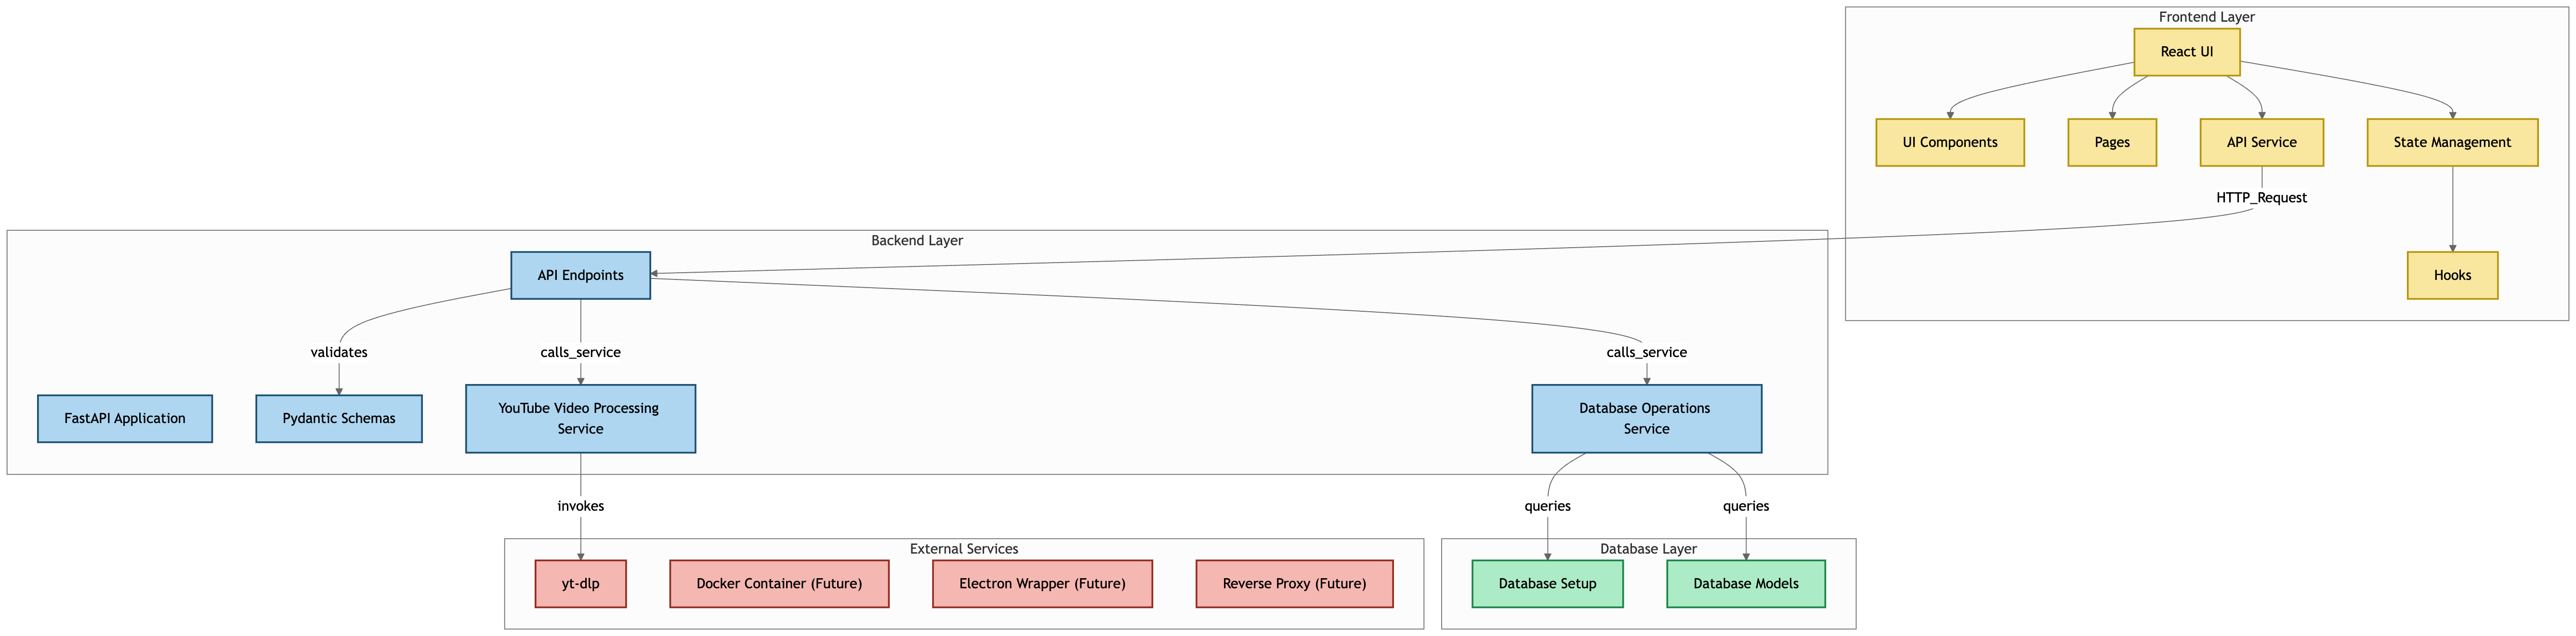 Frontend Layer
React UI
UI Components
Pages
API Service
State Management
HTTP_Request
Hooks
Backend Layer
API Endpoints
validates
calls_service
calls_service
FastAPI Application
Pydantic Schemas
YouTube Video Processing
Service
Database Operations
Service
invokes
queries
queries
External Services
yt-dlp
Docker Container (Future)
Electron Wrapper (Future)
Reverse Proxy (Future)
Database Layer
Database Setup
Database Models